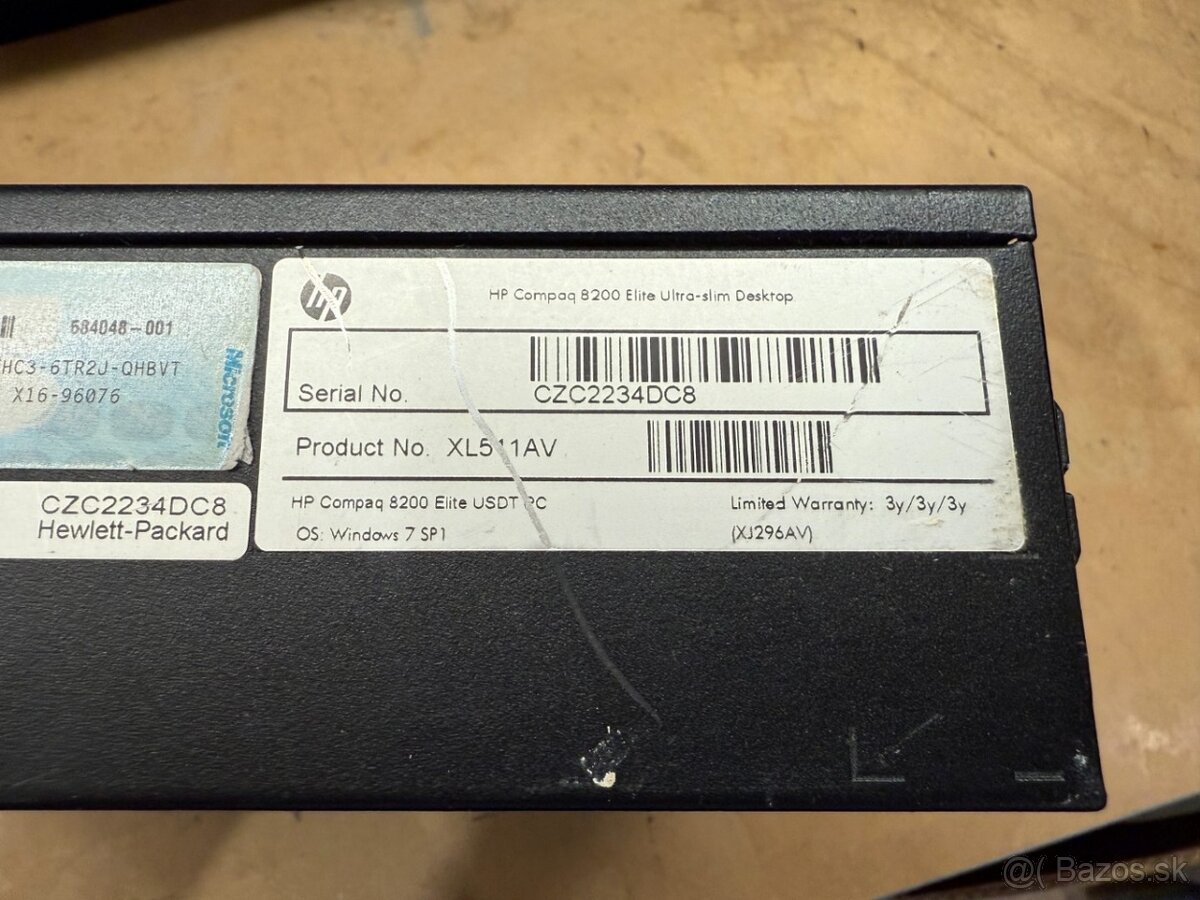 684048-001
HC3-6TR2J-QHBVT
X16-96076
Microsoft
CZC2234DC8
Hewlett-Packard
hp
HP Compaq 8200 Elite Ultra-slim Desktop
Serial No.
CZC2234DC8
Product No. XL511AV
HP Compaq 8200 Elite USDT PC
Limited Warranty: 3y/3y/3y
OS: Windows 7 SP1
(XJ296AV)
@( Bazos.sk